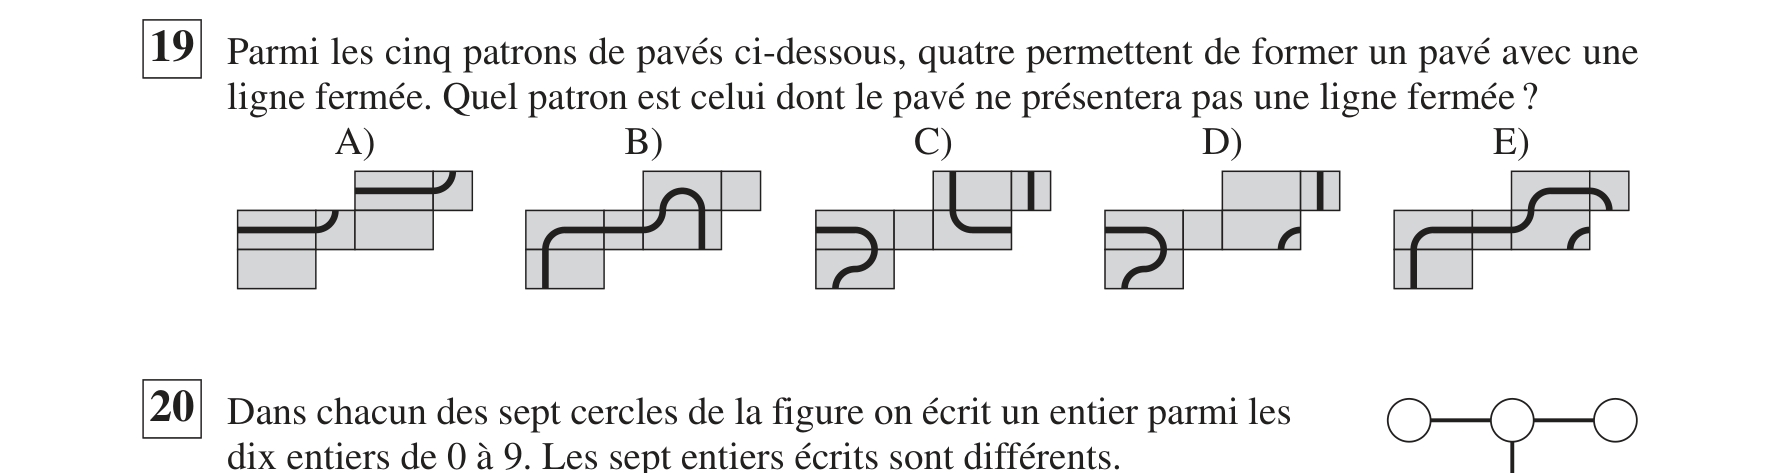 19 Parmi les cinq patrons de pavés ci-dessous, quatre permettent de former un pavé avec une
ligne fermée. Quel patron est celui dont le pavé ne présentera pas une ligne fermée ?
A) B) C) D) E)
20 Dans chacun des sept cercles de la figure on écrit un entier parmi les
dix entiers de 0 à 9. Les sept entiers écrits sont différents.